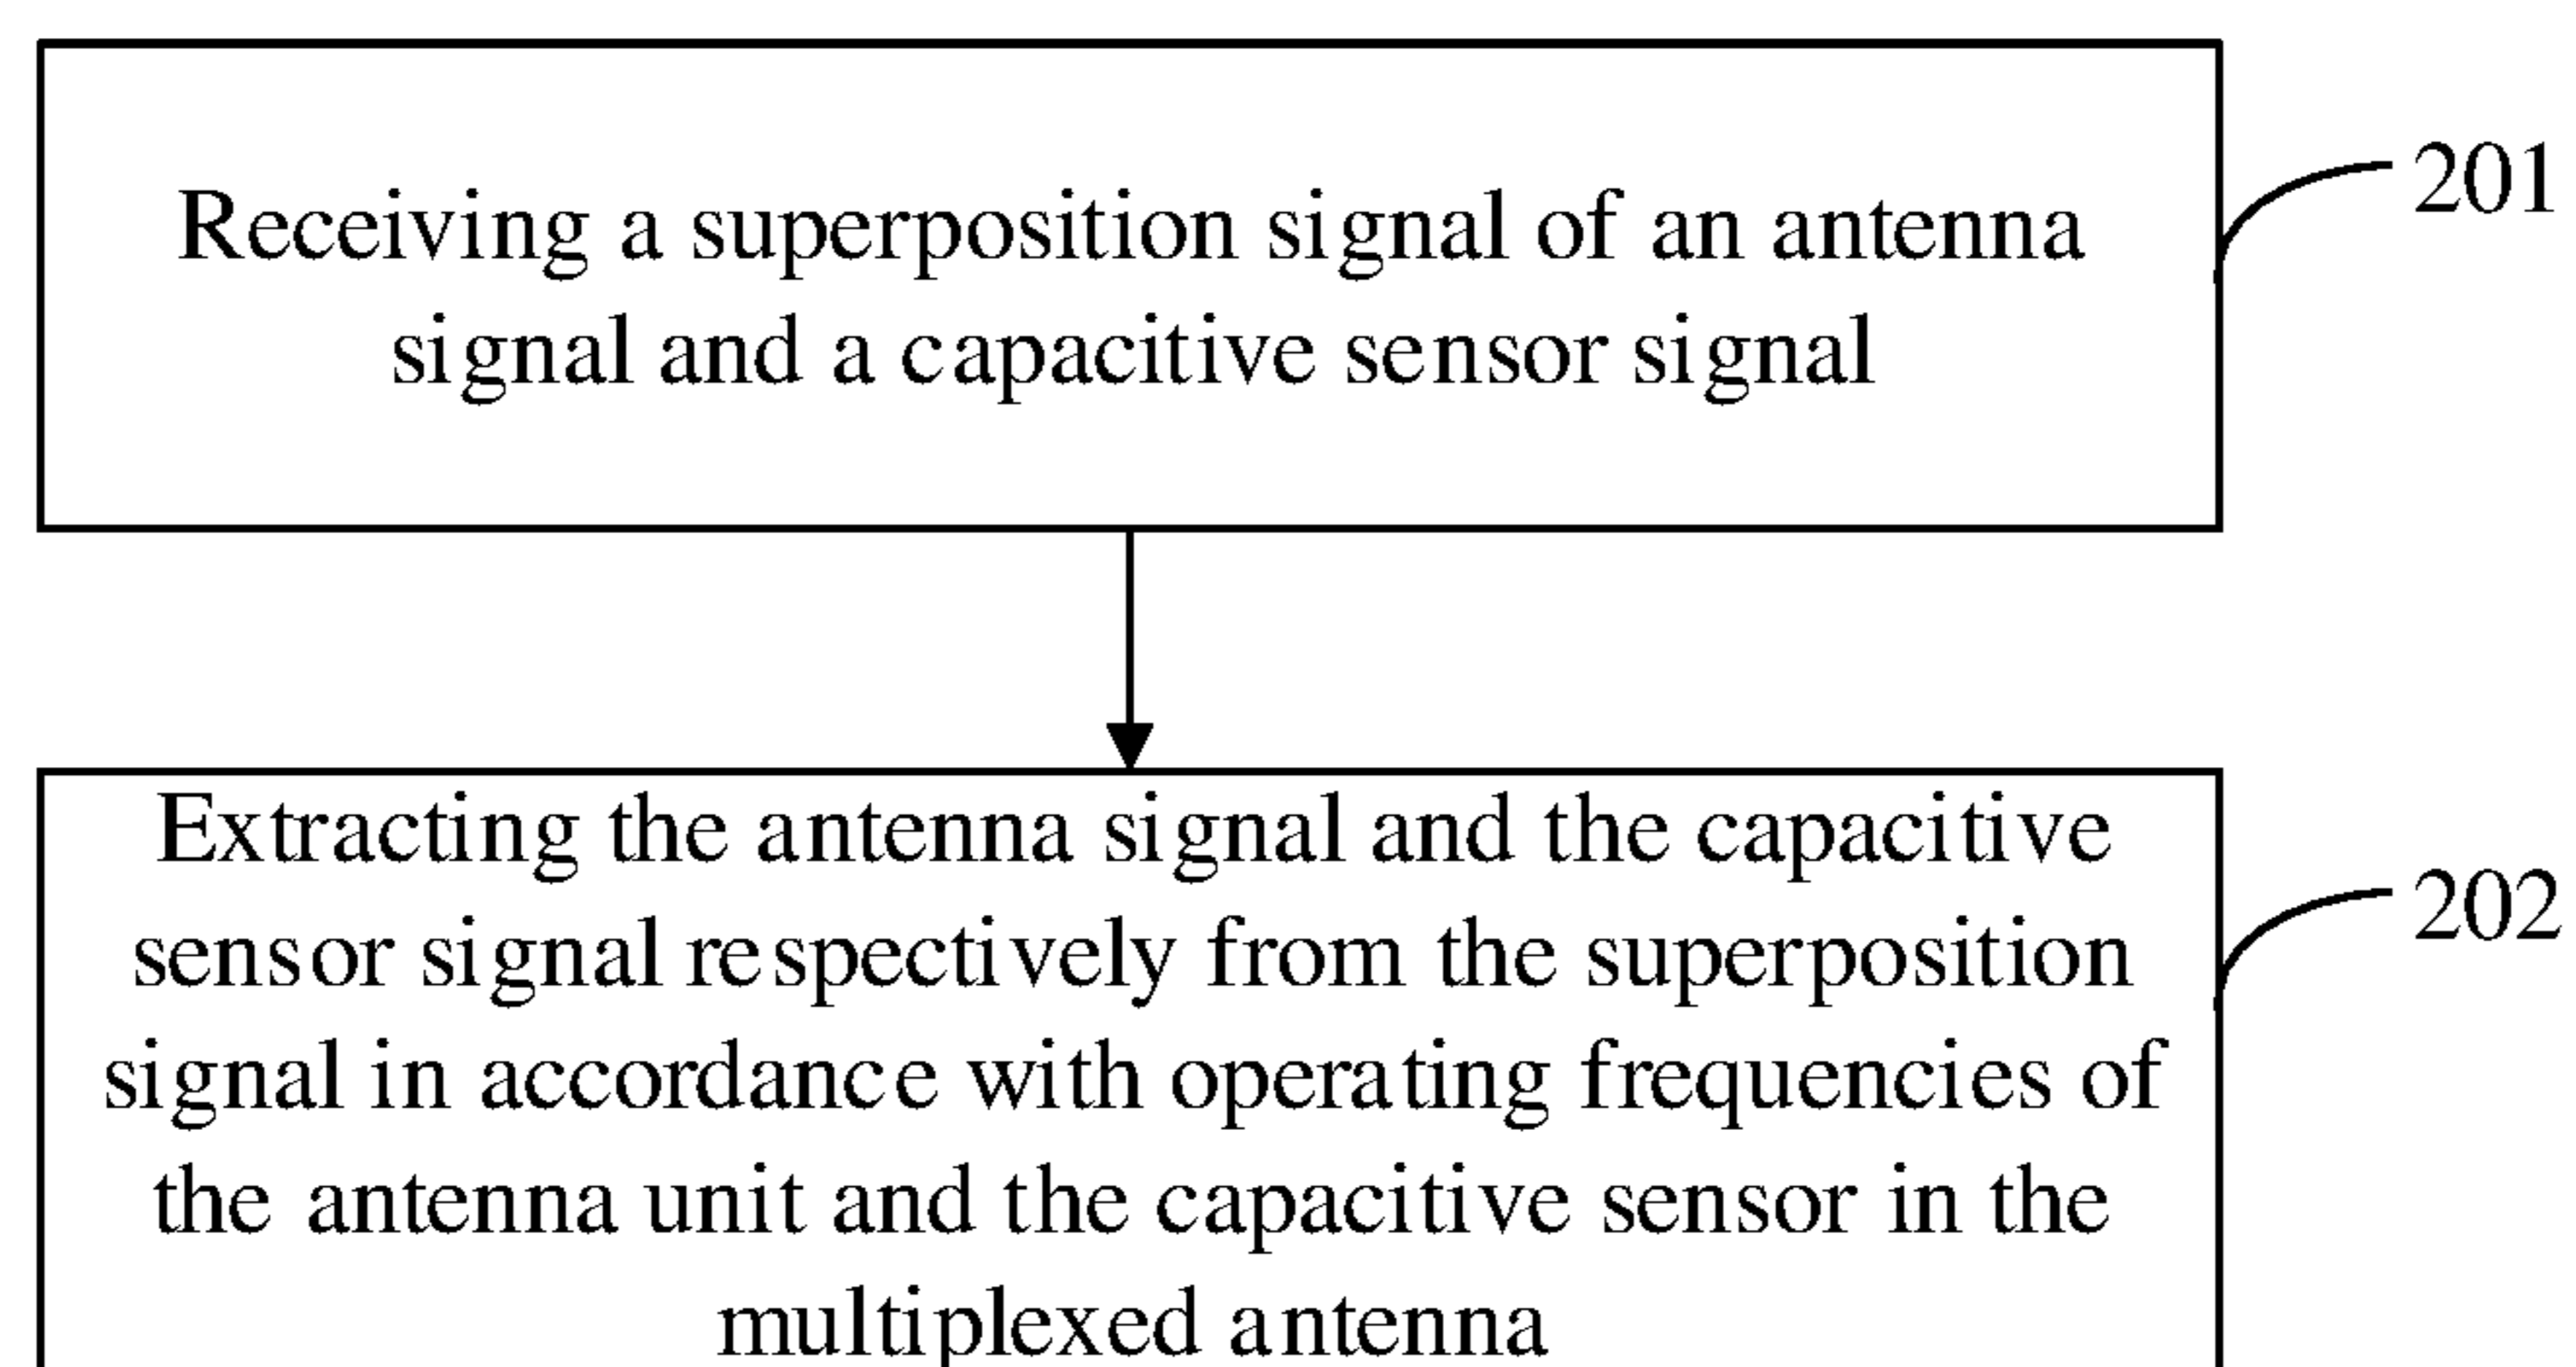 Receiving a superposition signal of an antenna
signal and a capacitive sensor signal
201
Extracting the antenna signal and the capacitive
sensor signal respectively from the superposition
signal in accordance with operating frequencies of
the antenna unit and the capacitive sensor in the
multiplexed antenna
202